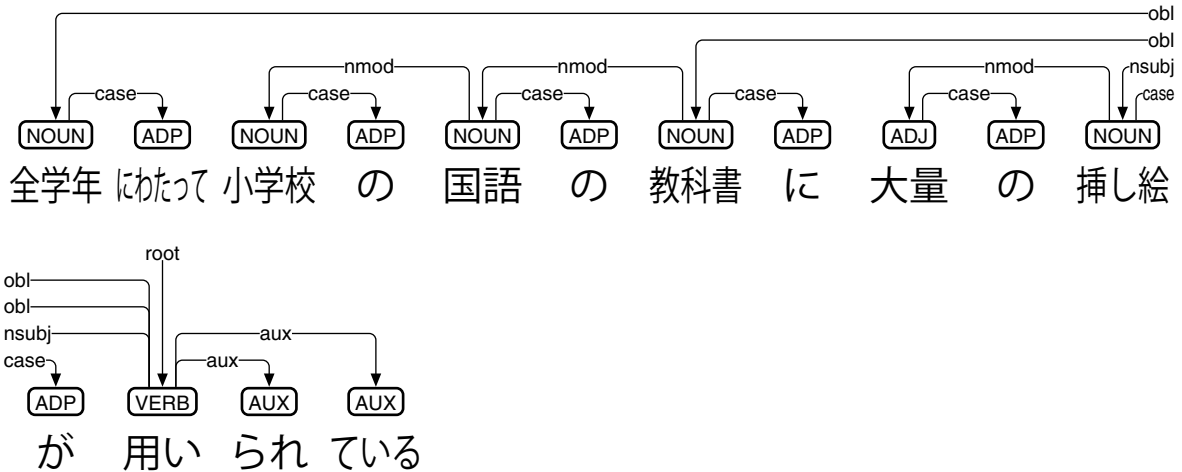 obl
obl
nmod nmod nmod nsubj
case case case case case case
NOUN ADP NOUN ADP NOUN ADP NOUN ADP ADJ ADP NOUN
全学年 にわたって 小学校 の 国語 の 教科書 に 大量 の 挿し絵
root
obl
obl
nsubj aux
case aux
ADP VERB AUX AUX
が 用い られ ている